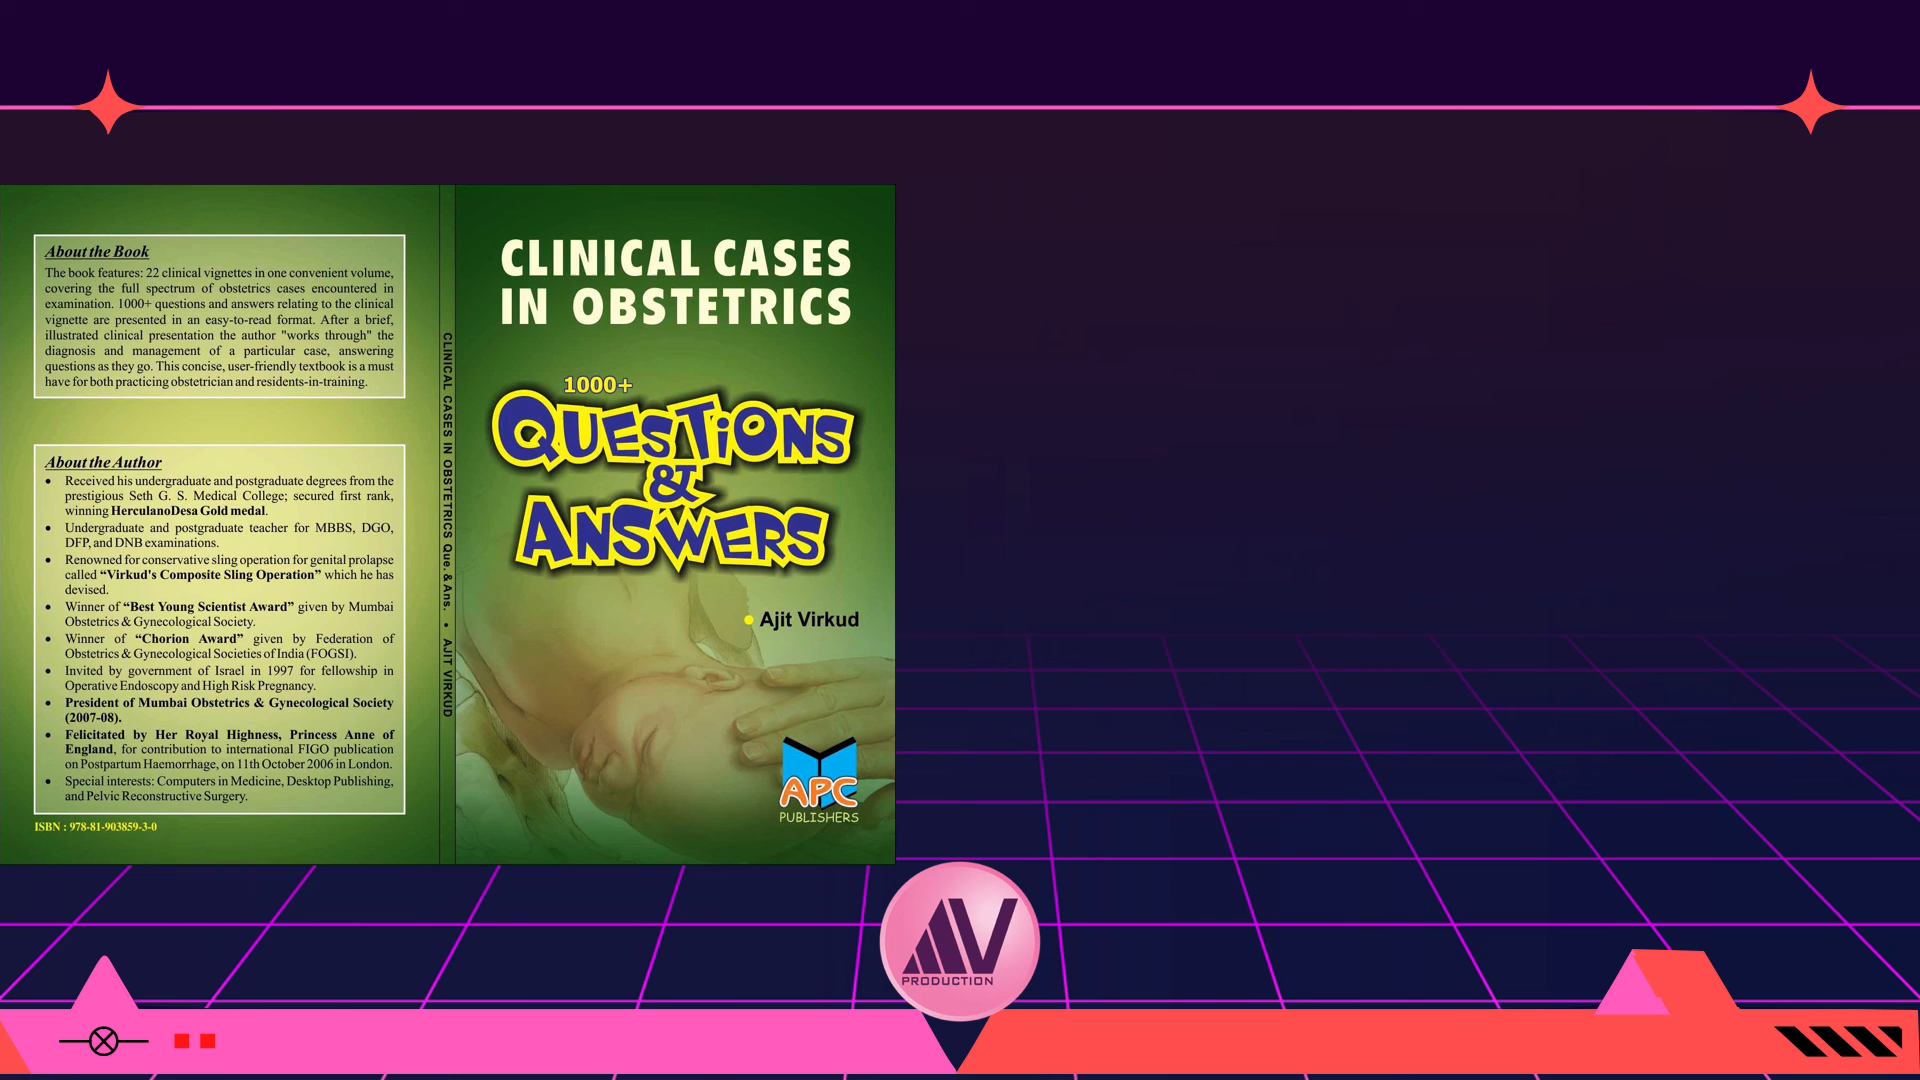 About the Book
The book features: 22 clinical vignettes in one convenient volume,
covering the full spectrum of obstetrics cases encountered in
examination. 1000+ questions and answers relating to the clinical
vignette are presented in an easy-to-read format. After a brief,
illustrated clinical presentation the author "works through" the
diagnosis and management of a particular case, answering
questions as they go. This concise, user-friendly textbook is a must
have for both practicing obstetrician and residents-in-training.
About the Author
• Received his undergraduate and postgraduate degrees from the
prestigious Seth G. S. Medical College; secured first rank,
winning HerculanoDesa Gold medal.
• Undergraduate and postgraduate teacher for MBBS, DGO,
DFP, and DNB examinations.
• Renowned for conservative sling operation for genital prolapse
called “Virkud's Composite Sling Operation” which he has
devised.
• Winner of “Best Young Scientist Award” given by Mumbai
Obstetrics & Gynecological Society.
• Winner of “Chorion Award” given by Federation of
Obstetrics & Gynecological Societies of India (FOGSI).
• Invited by government of Israel in 1997 for fellowship in
Operative Endoscopy and High Risk Pregnancy.
• President of Mumbai Obstetrics & Gynecological Society
(2007-08).
• Felicitated by Her Royal Highness, Princess Anne of
England, for contribution to international FIGO publication
on Postpartum Haemorrhage, on 11th October 2006 in London.
• Special interests: Computers in Medicine, Desktop Publishing,
and Pelvic Reconstructive Surgery.
ISBN : 978-81-903859-3-0
CLINICAL CASES IN OBSTETRICS Que. & Ans. • AJIT VIRKUD
CLINICAL CASES
IN OBSTETRICS
1000+
QUESTiONS
&
ANSWERS
• Ajit Virkud
APC
PUBLISHERS
AV
PRODUCTION